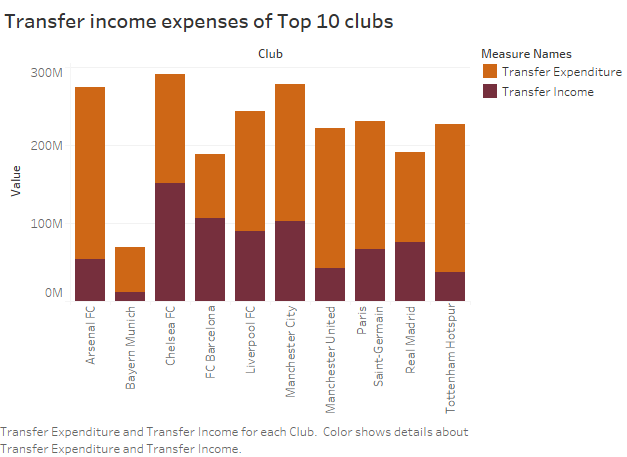 Transfer income expenses of Top 10 clubs
Club
Measure Names
Transfer Expenditure
Transfer Income
Value
300M
200M
100M
0M
Arsenal FC
Bayern Munich
Chelsea FC
FC Barcelona
Liverpool FC
Manchester City
Manchester United
Paris
Saint-Germain
Real Madrid
Tottenham Hotspur
Transfer Expenditure and Transfer Income for each Club.  Color shows details about
Transfer Expenditure and Transfer Income.